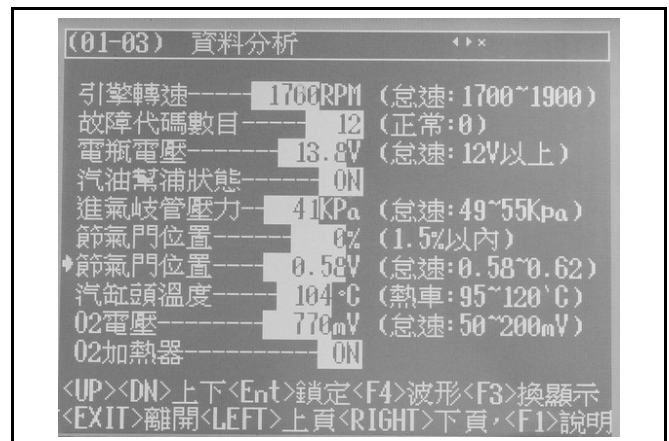 (01-03) 資料分析
引擎轉速-----1760RPM (怠速:1700~1900)
故障代碼數目-----12 (正常:0)
電瓶電壓------13.8V (怠速:12V以上)
汽油幫浦狀態------ON
進氣岐管壓力--41KPa (怠速:49~55Kpa)
節氣門位置-----0% (1.5%以內)
節氣門位置----0.58V (怠速:0.58~0.62)
汽缸頭溫度---104℃ (熱車:95~120`C)
O2電壓--------770mV (怠速:50~200mV)
O2加熱器---------ON
<UP><DN>上下<Ent>鎖定<F4>波形<F3>換顯示
<EXIT>離開<LEFT>上頁<RIGHT>下頁,<F1>說明